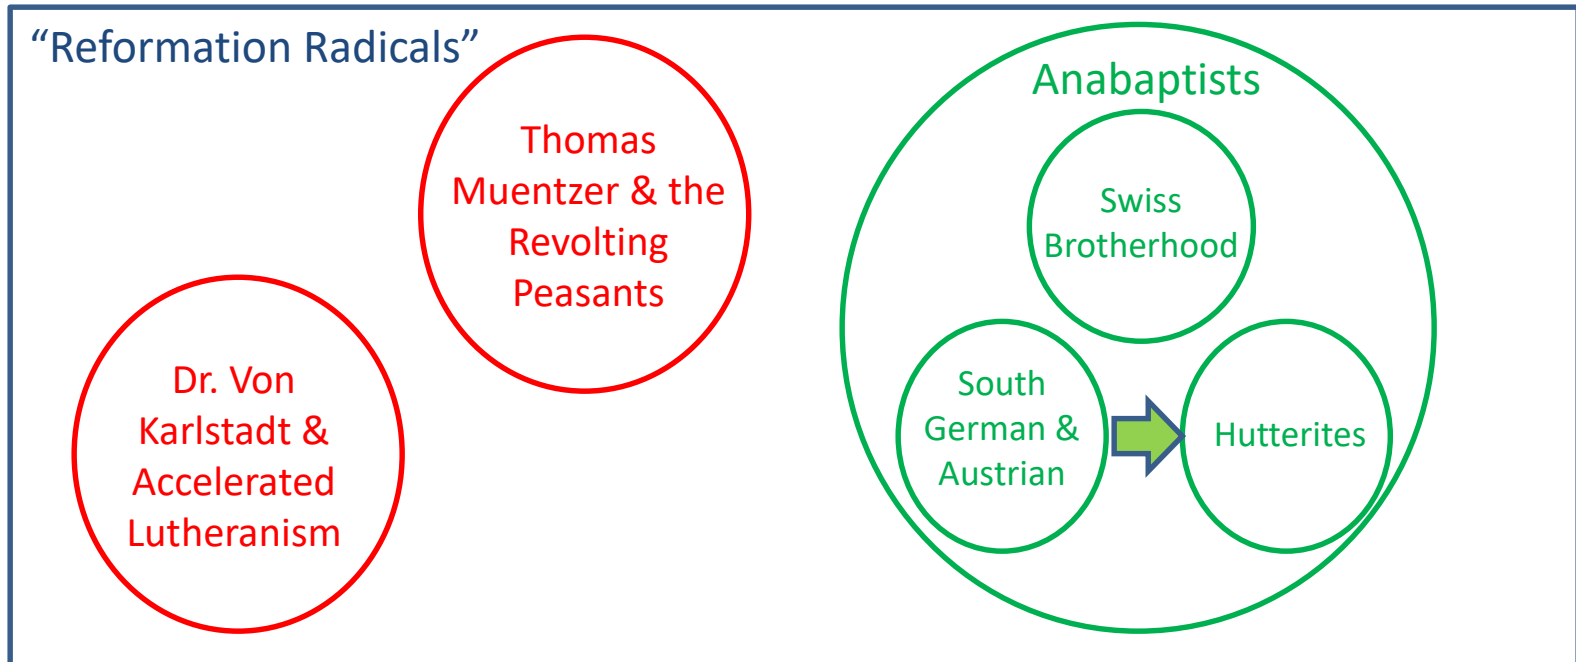 “Reformation Radicals”
Thomas
Muentzer & the
Revolting
Peasants
Dr. Von
Karlstadt &
Accelerated
Lutheranism
Anabaptists
Swiss
Brotherhood
South
German &
Austrian
Hutterites